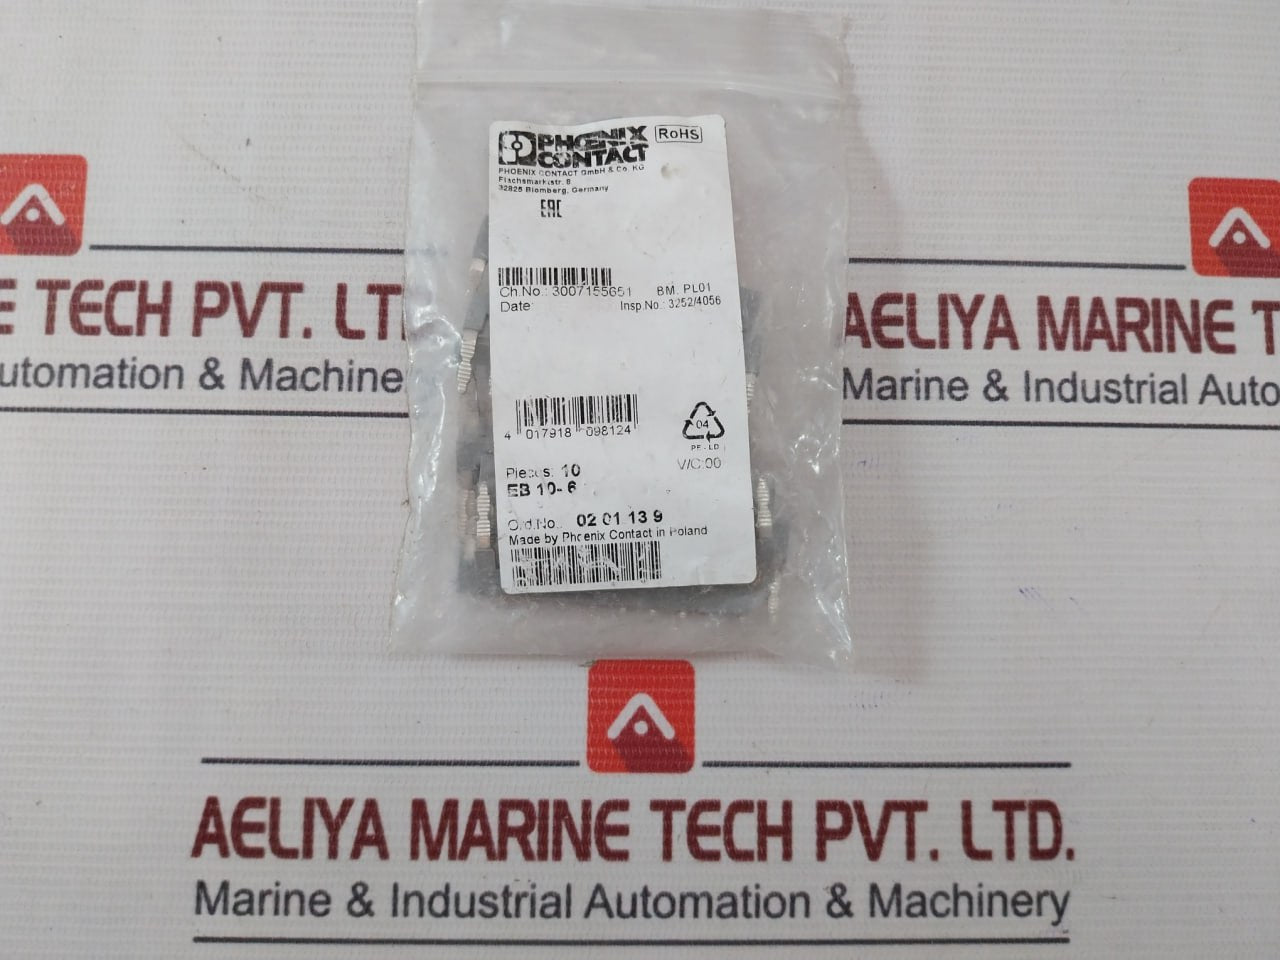 PHOENIX
CONTACT
RoHS
PHOENIX CONTACT GmbH & Co. KG
Flachsmarktstr. 8
32825 Blomberg, Germany
EAC
Ch.No.: 3007155651 BM. PL01
Date: Insp.No.: 3252/4056
4 017918 098124
04
PE-LD
Pieces: 10
V/C:00
EB 10- 6
Ord.No.: 02 01 13 9
Made by Phoenix Contact in Poland
E TECH PVT. LT
utomation & Machine
AELIYA MARINE T
Marine & Industrial Auto
AELIYA MARINE TECH PVT. LTD.
Marine & Industrial Automation & Machinery